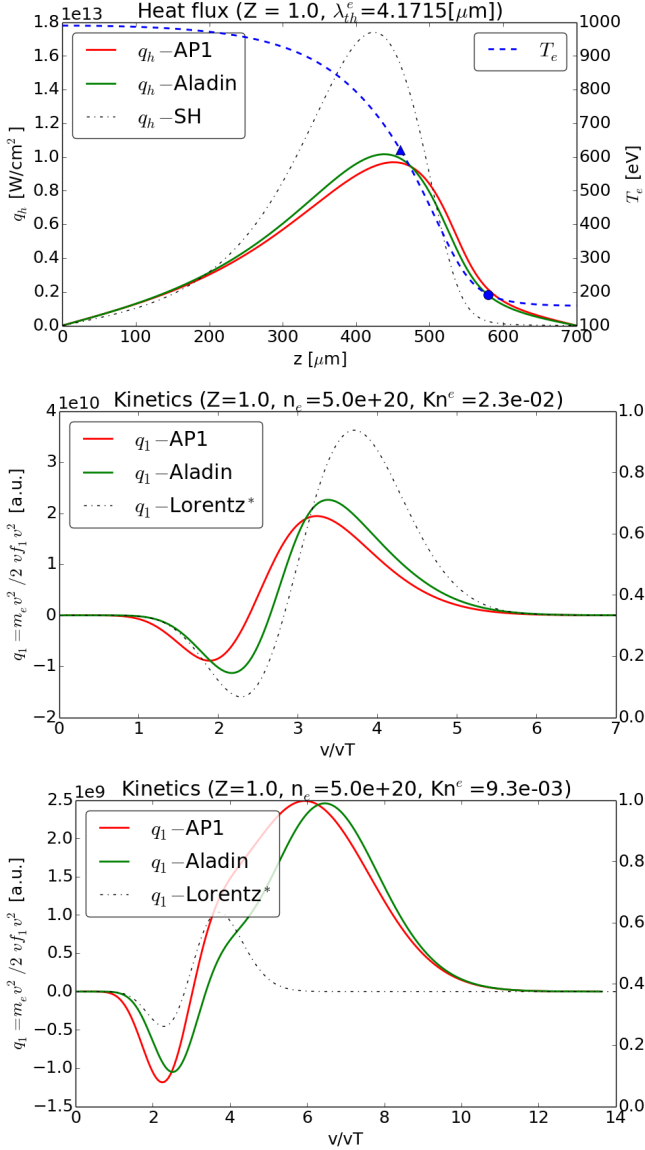 Heat flux (Z = 1.0, λ_th^e=4.1715[μm])
1e13
q_h−AP1
q_h−Aladin
q_h−SH
T_e
1.8
1.6
1.4
1.2
1.0
0.8
0.6
0.4
0.2
0.0
q_h [W/cm²]
1000
900
800
700
600
500
400
300
200
100
T_e [eV]
0 100 200 300 400 500 600 700
z [μm]
Kinetics (Z=1.0, n_e=5.0e+20, Kn^e=2.3e-02)
1e10
q_1−AP1
q_1−Aladin
q_1−Lorentz*
4
3
2
1
0
−1
−2
q_1=m_e v²/2 v f_1 v² [a.u.]
1.0
0.8
0.6
0.4
0.2
0.0
0 1 2 3 4 5 6 7
v/vT
Kinetics (Z=1.0, n_e=5.0e+20, Kn^e=9.3e-03)
1e9
q_1−AP1
q_1−Aladin
q_1−Lorentz*
2.5
2.0
1.5
1.0
0.5
0.0
−0.5
−1.0
−1.5
q_1=m_e v²/2 v f_1 v² [a.u.]
1.0
0.8
0.6
0.4
0.2
0.0
0 2 4 6 8 10 12 14
v/vT